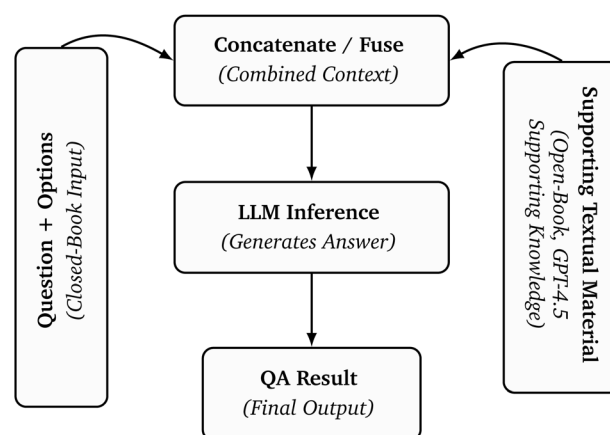 Concatenate / Fuse
(Combined Context)
Question + Options
(Closed-Book Input)
Supporting Textual Material
(Open-Book, GPT-4.5
Supporting Knowledge)
LLM Inference
(Generates Answer)
QA Result
(Final Output)